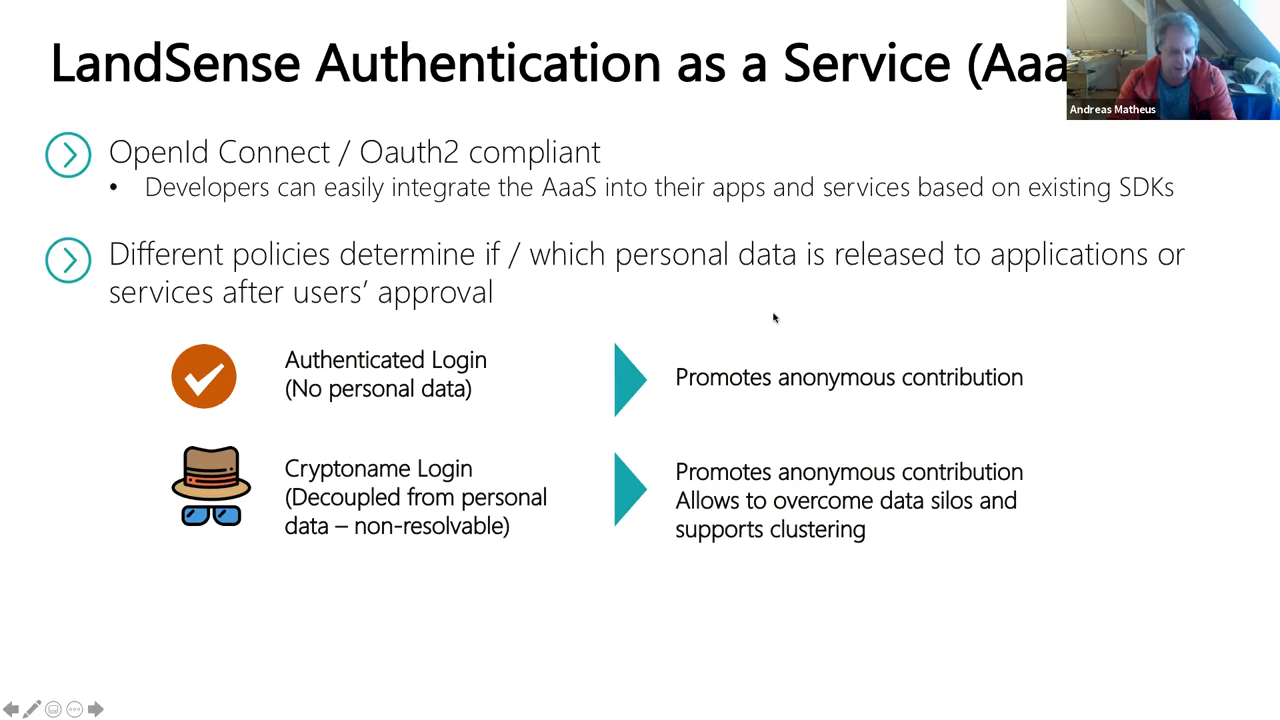 LandSense Authentication as a Service (Aaa
Andreas Matheus
OpenId Connect / Oauth2 compliant
• Developers can easily integrate the AaaS into their apps and services based on existing SDKs
Different policies determine if / which personal data is released to applications or
services after users’ approval
Authenticated Login
(No personal data)
Promotes anonymous contribution
Cryptoname Login
(Decoupled from personal
data – non-resolvable)
Promotes anonymous contribution
Allows to overcome data silos and
supports clustering